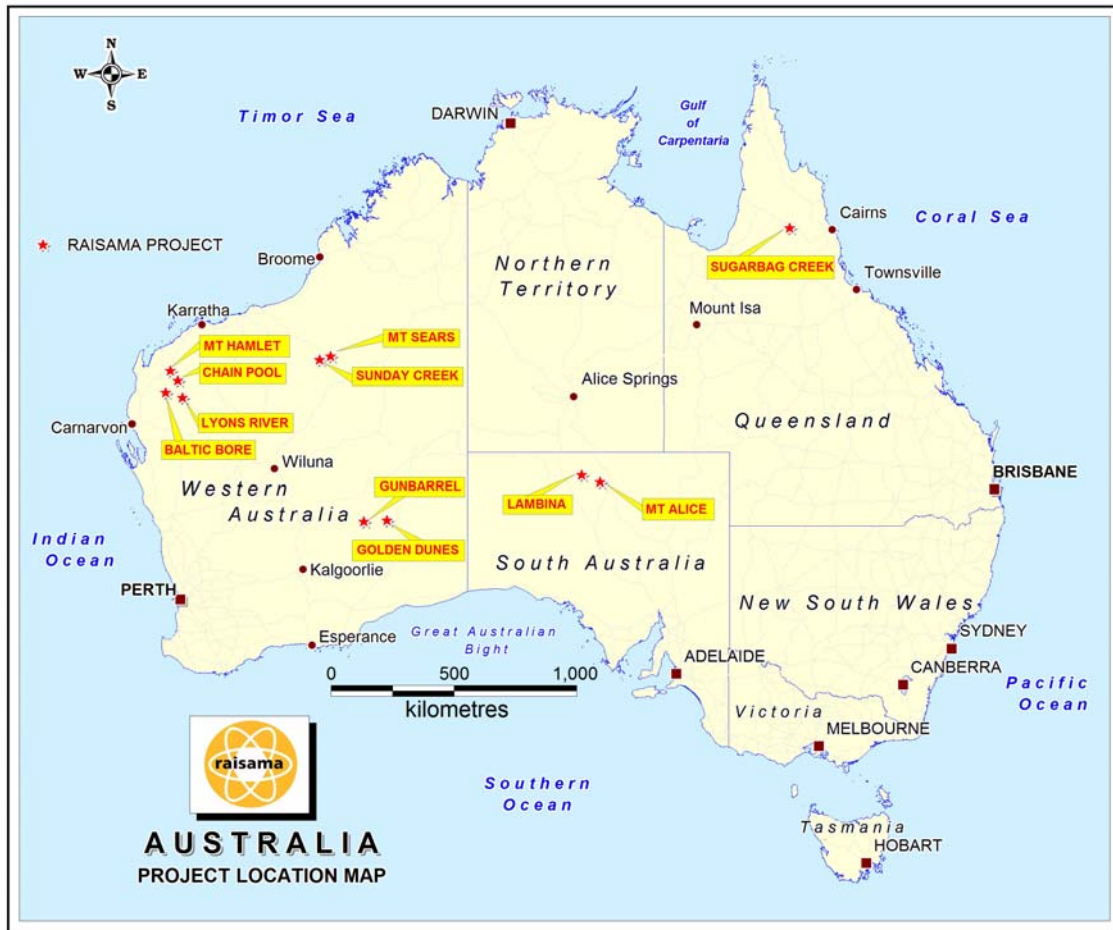 N
W E
S
Timor Sea
DARWIN
Gulf
of
Carpentaria
Cairns
Coral Sea
RAISAMA PROJECT
SUGARBAG CREEK
Broome
Northern
Territory
Townsville
Karratha
Mount Isa
MT HAMLET
MT SEARS
CHAIN POOL
SUNDAY CREEK
Alice Springs
LYONS RIVER
Carnarvon
Queensland
BALTIC BORE
Wiluna
BRISBANE
Western
Australia
GUNBARREL
LAMBINA
MT ALICE
Indian
Ocean
GOLDEN DUNES
South Australia
Kalgoorlie
PERTH
New South Wales
Esperance
Great Australian
Bight
SYDNEY
ADELAIDE
CANBERRA
0 500 1,000
kilometres
Pacific
Ocean
Victoria
MELBOURNE
raisama
Southern
Ocean
Tasmania
HOBART
AUSTRALIA
PROJECT LOCATION MAP